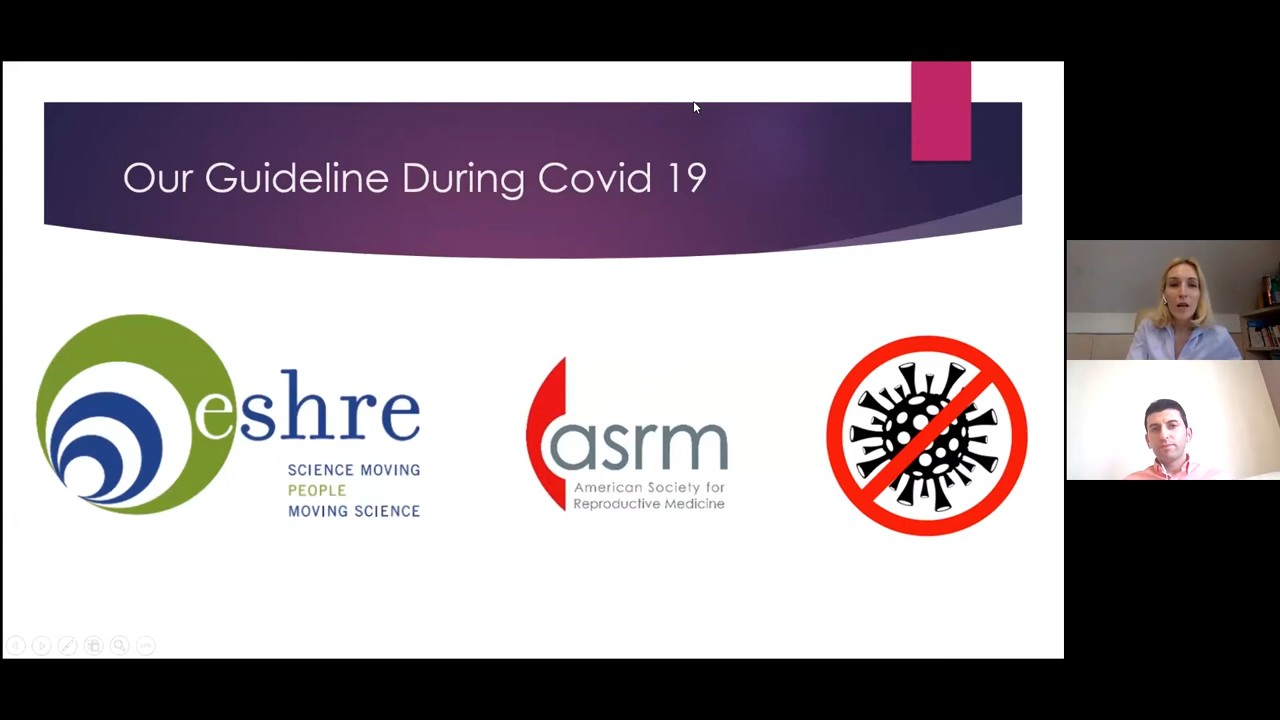 Our Guideline During Covid 19
eshre
SCIENCE MOVING
PEOPLE
MOVING SCIENCE
asrm
American Society for
Reproductive Medicine